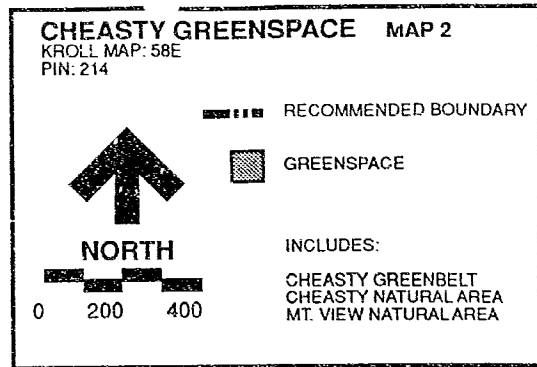 CHEASTY GREENSPACE MAP 2
KROLL MAP: 58E
PIN: 214
RECOMMENDED BOUNDARY
GREENSPACE
NORTH
0 200 400
INCLUDES:
CHEASTY GREENBELT
CHEASTY NATURAL AREA
MT. VIEW NATURAL AREA